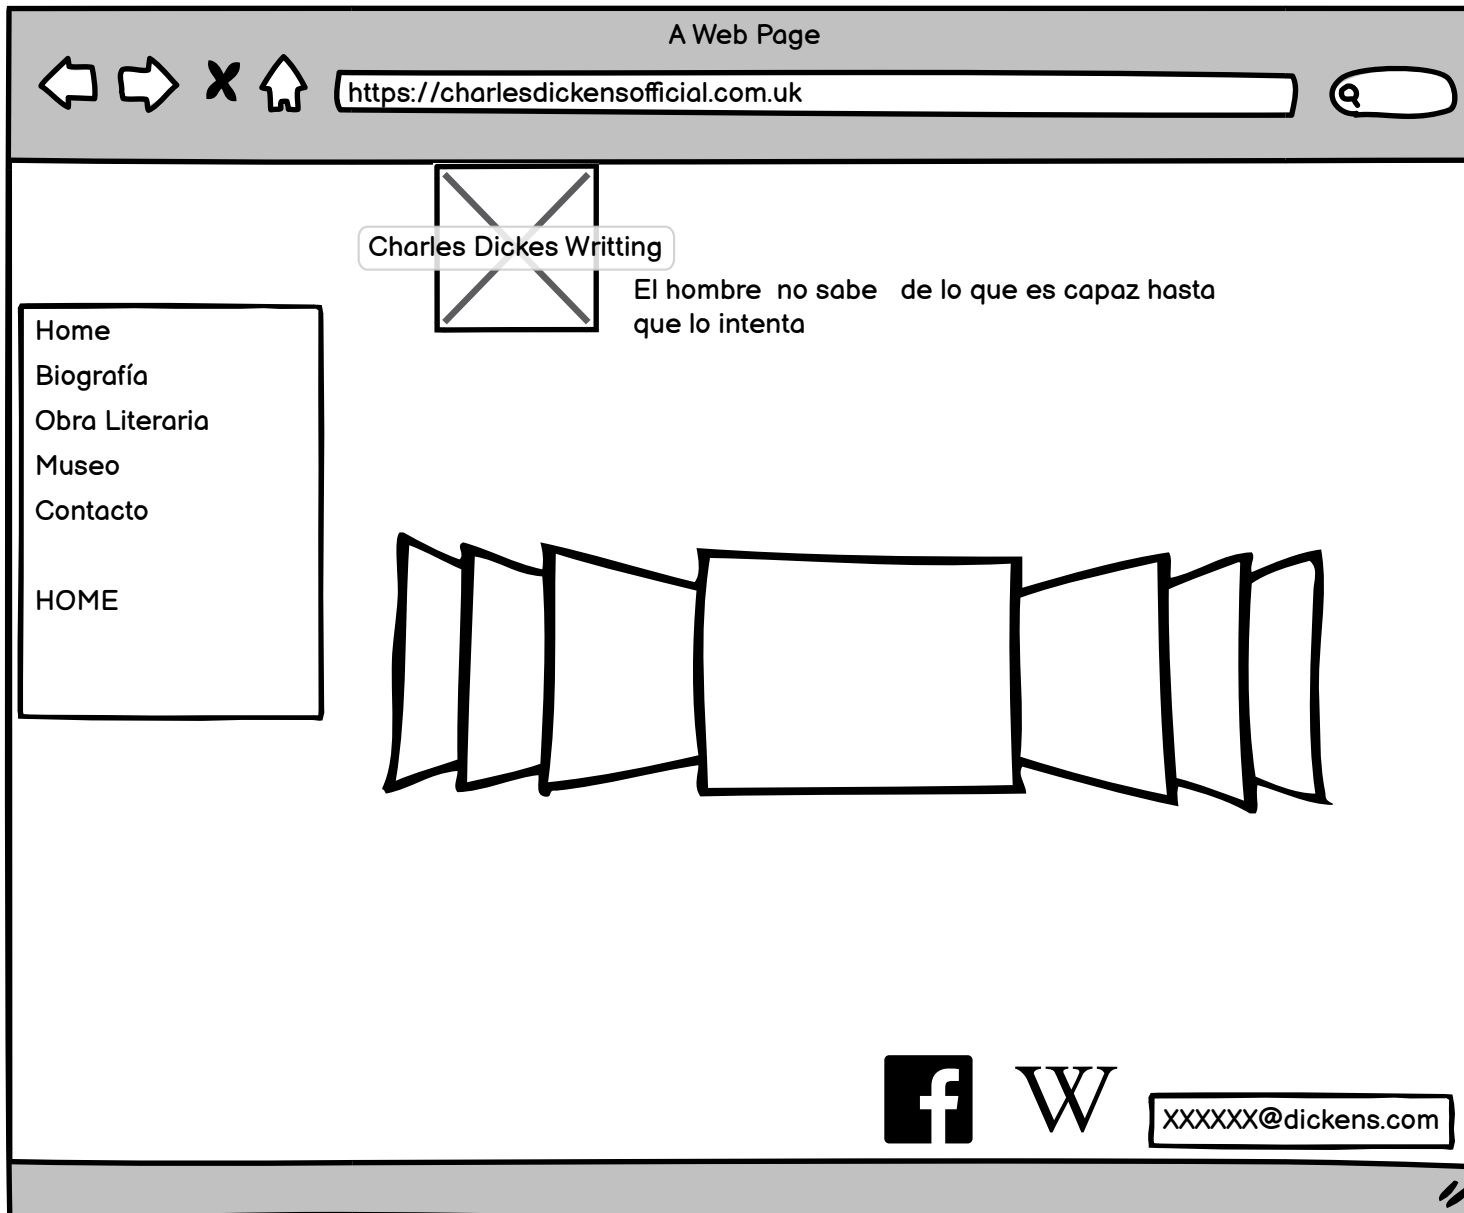 A Web Page
https://charlesdickensofficial.com.uk
Charles Dickes Writting
El hombre no sabe de lo que es capaz hasta
que lo intenta
Home
Biografía
Obra Literaria
Museo
Contacto
HOME
f
W
XXXXXX@dickens.com